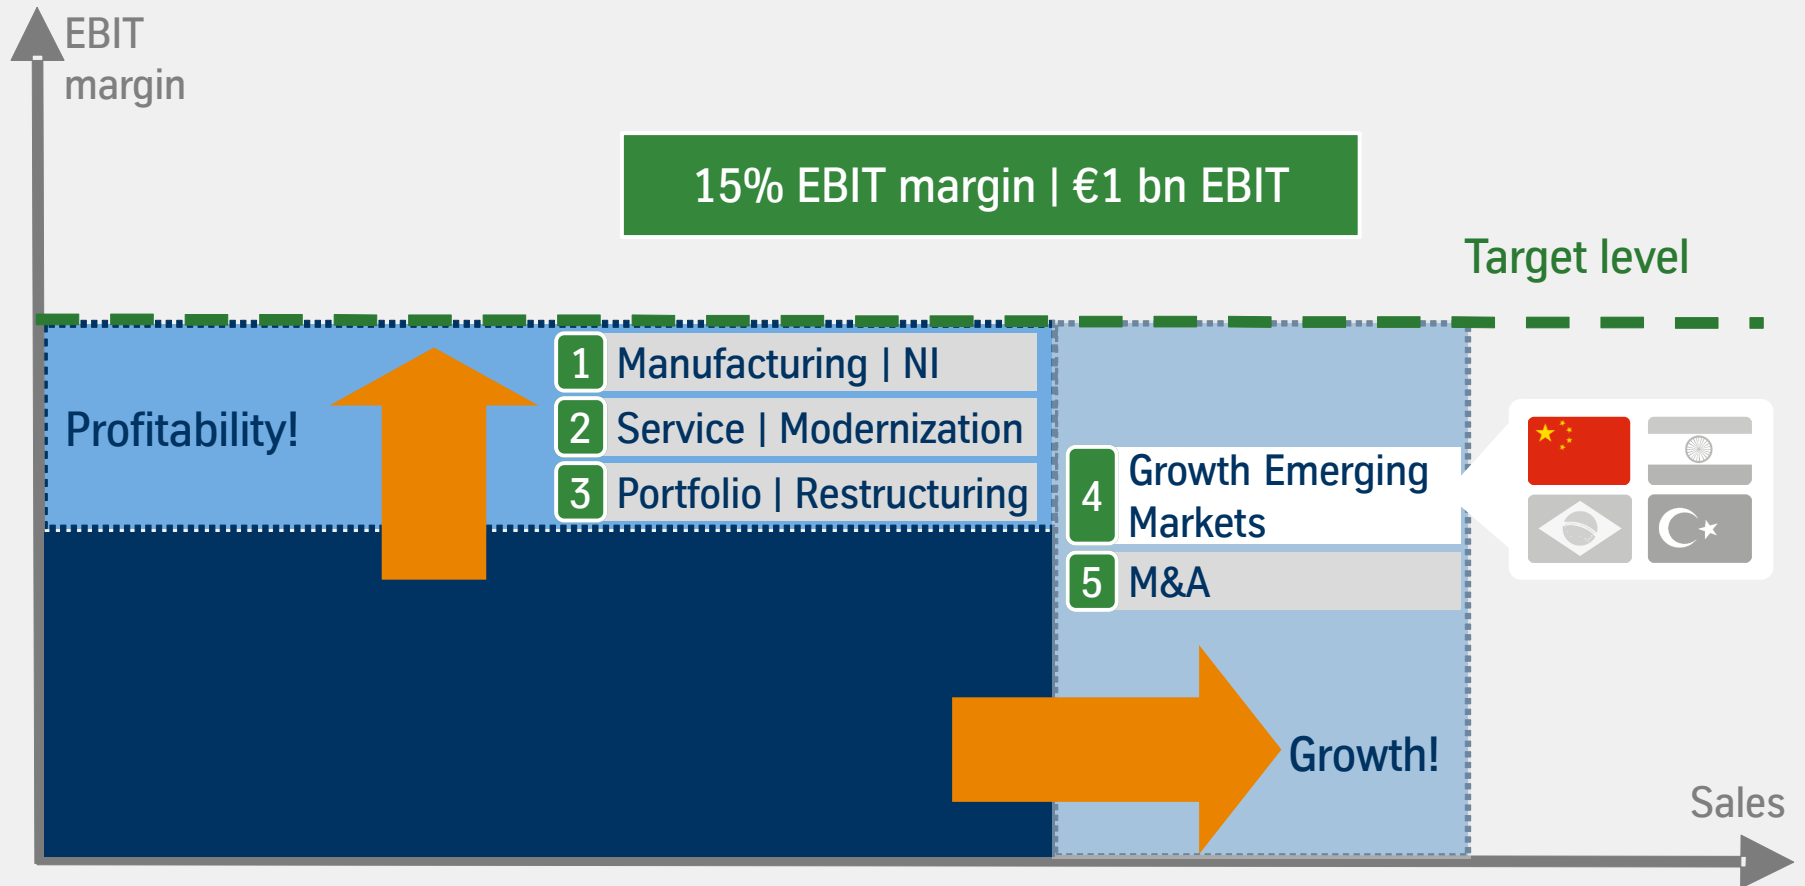 EBIT
margin
15% EBIT margin | €1 bn EBIT
Target level
Profitability!
1 Manufacturing | NI
2 Service | Modernization
3 Portfolio | Restructuring
4 Growth Emerging
Markets
5 M&A
Growth!
Sales